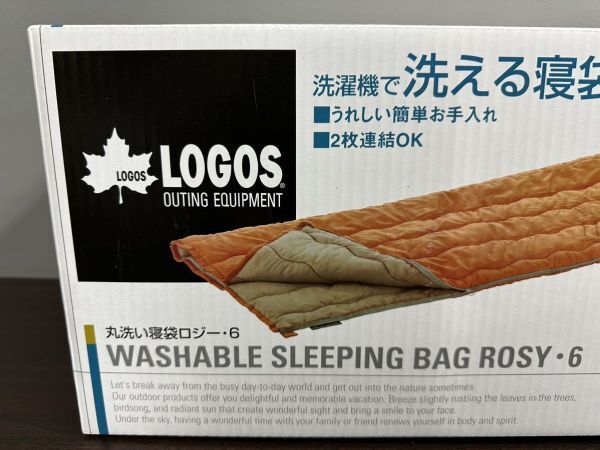 洗濯機で洗える寝袋
■うれしい簡単お手入れ
■2枚連結OK
LOGOS
LOGOS®
OUTING EQUIPMENT
丸洗い寝袋ロジー・6
WASHABLE SLEEPING BAG ROSY・6
Let's break away from the busy day-to-day world and get out into the nature sometimes.
Our outdoor products offer you delightful and memorable vacation. Breeze slightly rustling the leaves in the trees,
birdsong, and radiant sun that create wonderful sight and bring a smile to your face.
Under the sky, having a wonderful time with your family or friend renews yourself in body and spirit.